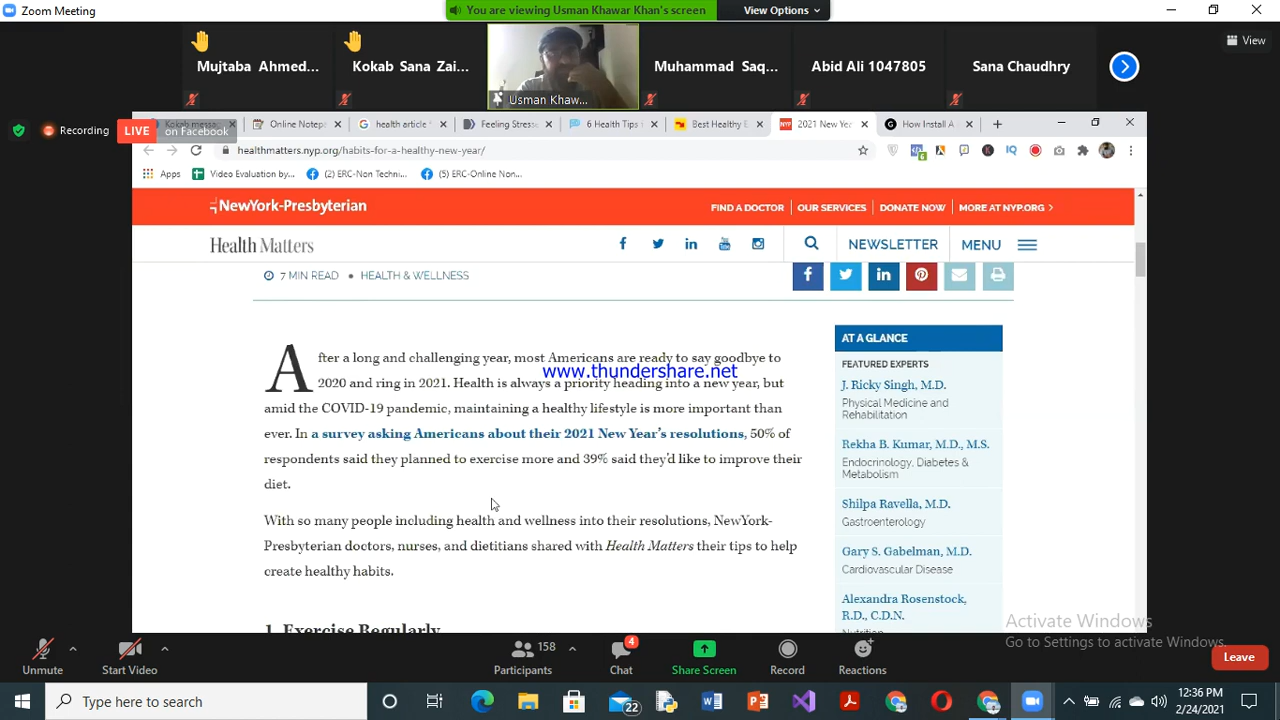 Zoom Meeting
You are viewing Usman Khawar Khan's screen
View Options
Mujtaba Ahmed...
Kokab Sana Zai...
Usman Khaw...
Muhammad Saq...
Abid Ali 1047805
Sana Chaudhry
View
Recording
LIVE
on Facebook
Online Notep
health article
Feeling Stresse
6 Health Tips f
Best Healthy E
2021 New Year
How Install A
healthmatters.nyp.org/habits-for-a-healthy-new-year/
Apps
Video Evaluation by...
(2) ERC-Non Techni...
(5) ERC-Online Non...
NewYork-Presbyterian
FIND A DOCTOR
OUR SERVICES
DONATE NOW
MORE AT NYP.ORG >
Health Matters
NEWSLETTER
MENU
7 MIN READ • HEALTH & WELLNESS
After a long and challenging year, most Americans are ready to say goodbye to
2020 and ring in 2021. Health is always a priority heading into a new year, but
amid the COVID-19 pandemic, maintaining a healthy lifestyle is more important than
ever. In a survey asking Americans about their 2021 New Year's resolutions, 50% of
respondents said they planned to exercise more and 39% said they'd like to improve their
diet.
www.thundershare.net
With so many people including health and wellness into their resolutions, NewYork-
Presbyterian doctors, nurses, and dietitians shared with Health Matters their tips to help
create healthy habits.
1. Exercise Regularly
AT A GLANCE
FEATURED EXPERTS
J. Ricky Singh, M.D.
Physical Medicine and
Rehabilitation
Rekha B. Kumar, M.D., M.S.
Endocrinology, Diabetes &
Metabolism
Shilpa Ravella, M.D.
Gastroenterology
Gary S. Gabelman, M.D.
Cardiovascular Disease
Alexandra Rosenstock,
R.D., C.D.N.
Nutrition
Activate Windows
Go to Settings to activate Windows.
Unmute
Start Video
158
Participants
4
Chat
Share Screen
Record
Reactions
Leave
Type here to search
22
12:36 PM
2/24/2021